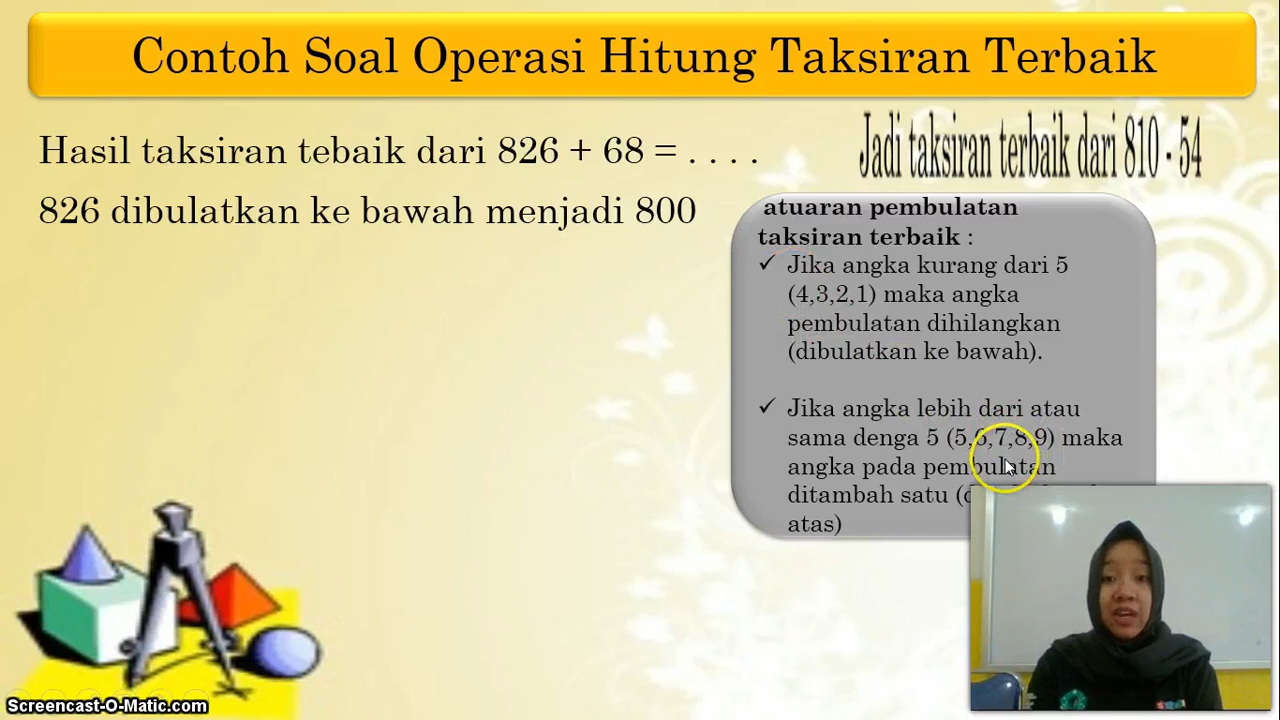 Contoh Soal Operasi Hitung Taksiran Terbaik
Hasil taksiran tebaik dari 826 + 68 = . . . .
826 dibulatkan ke bawah menjadi 800
Jadi taksiran terbaik dari 810 - 54
atuaran pembulatan
taksiran terbaik :
✓ Jika angka kurang dari 5
(4,3,2,1) maka angka
pembulatan dihilangkan
(dibulatkan ke bawah).
✓ Jika angka lebih dari atau
sama denga 5 (5,6,7,8,9) maka
angka pada pembulatan
ditambah satu
atas)
Screencast-O-Matic.com